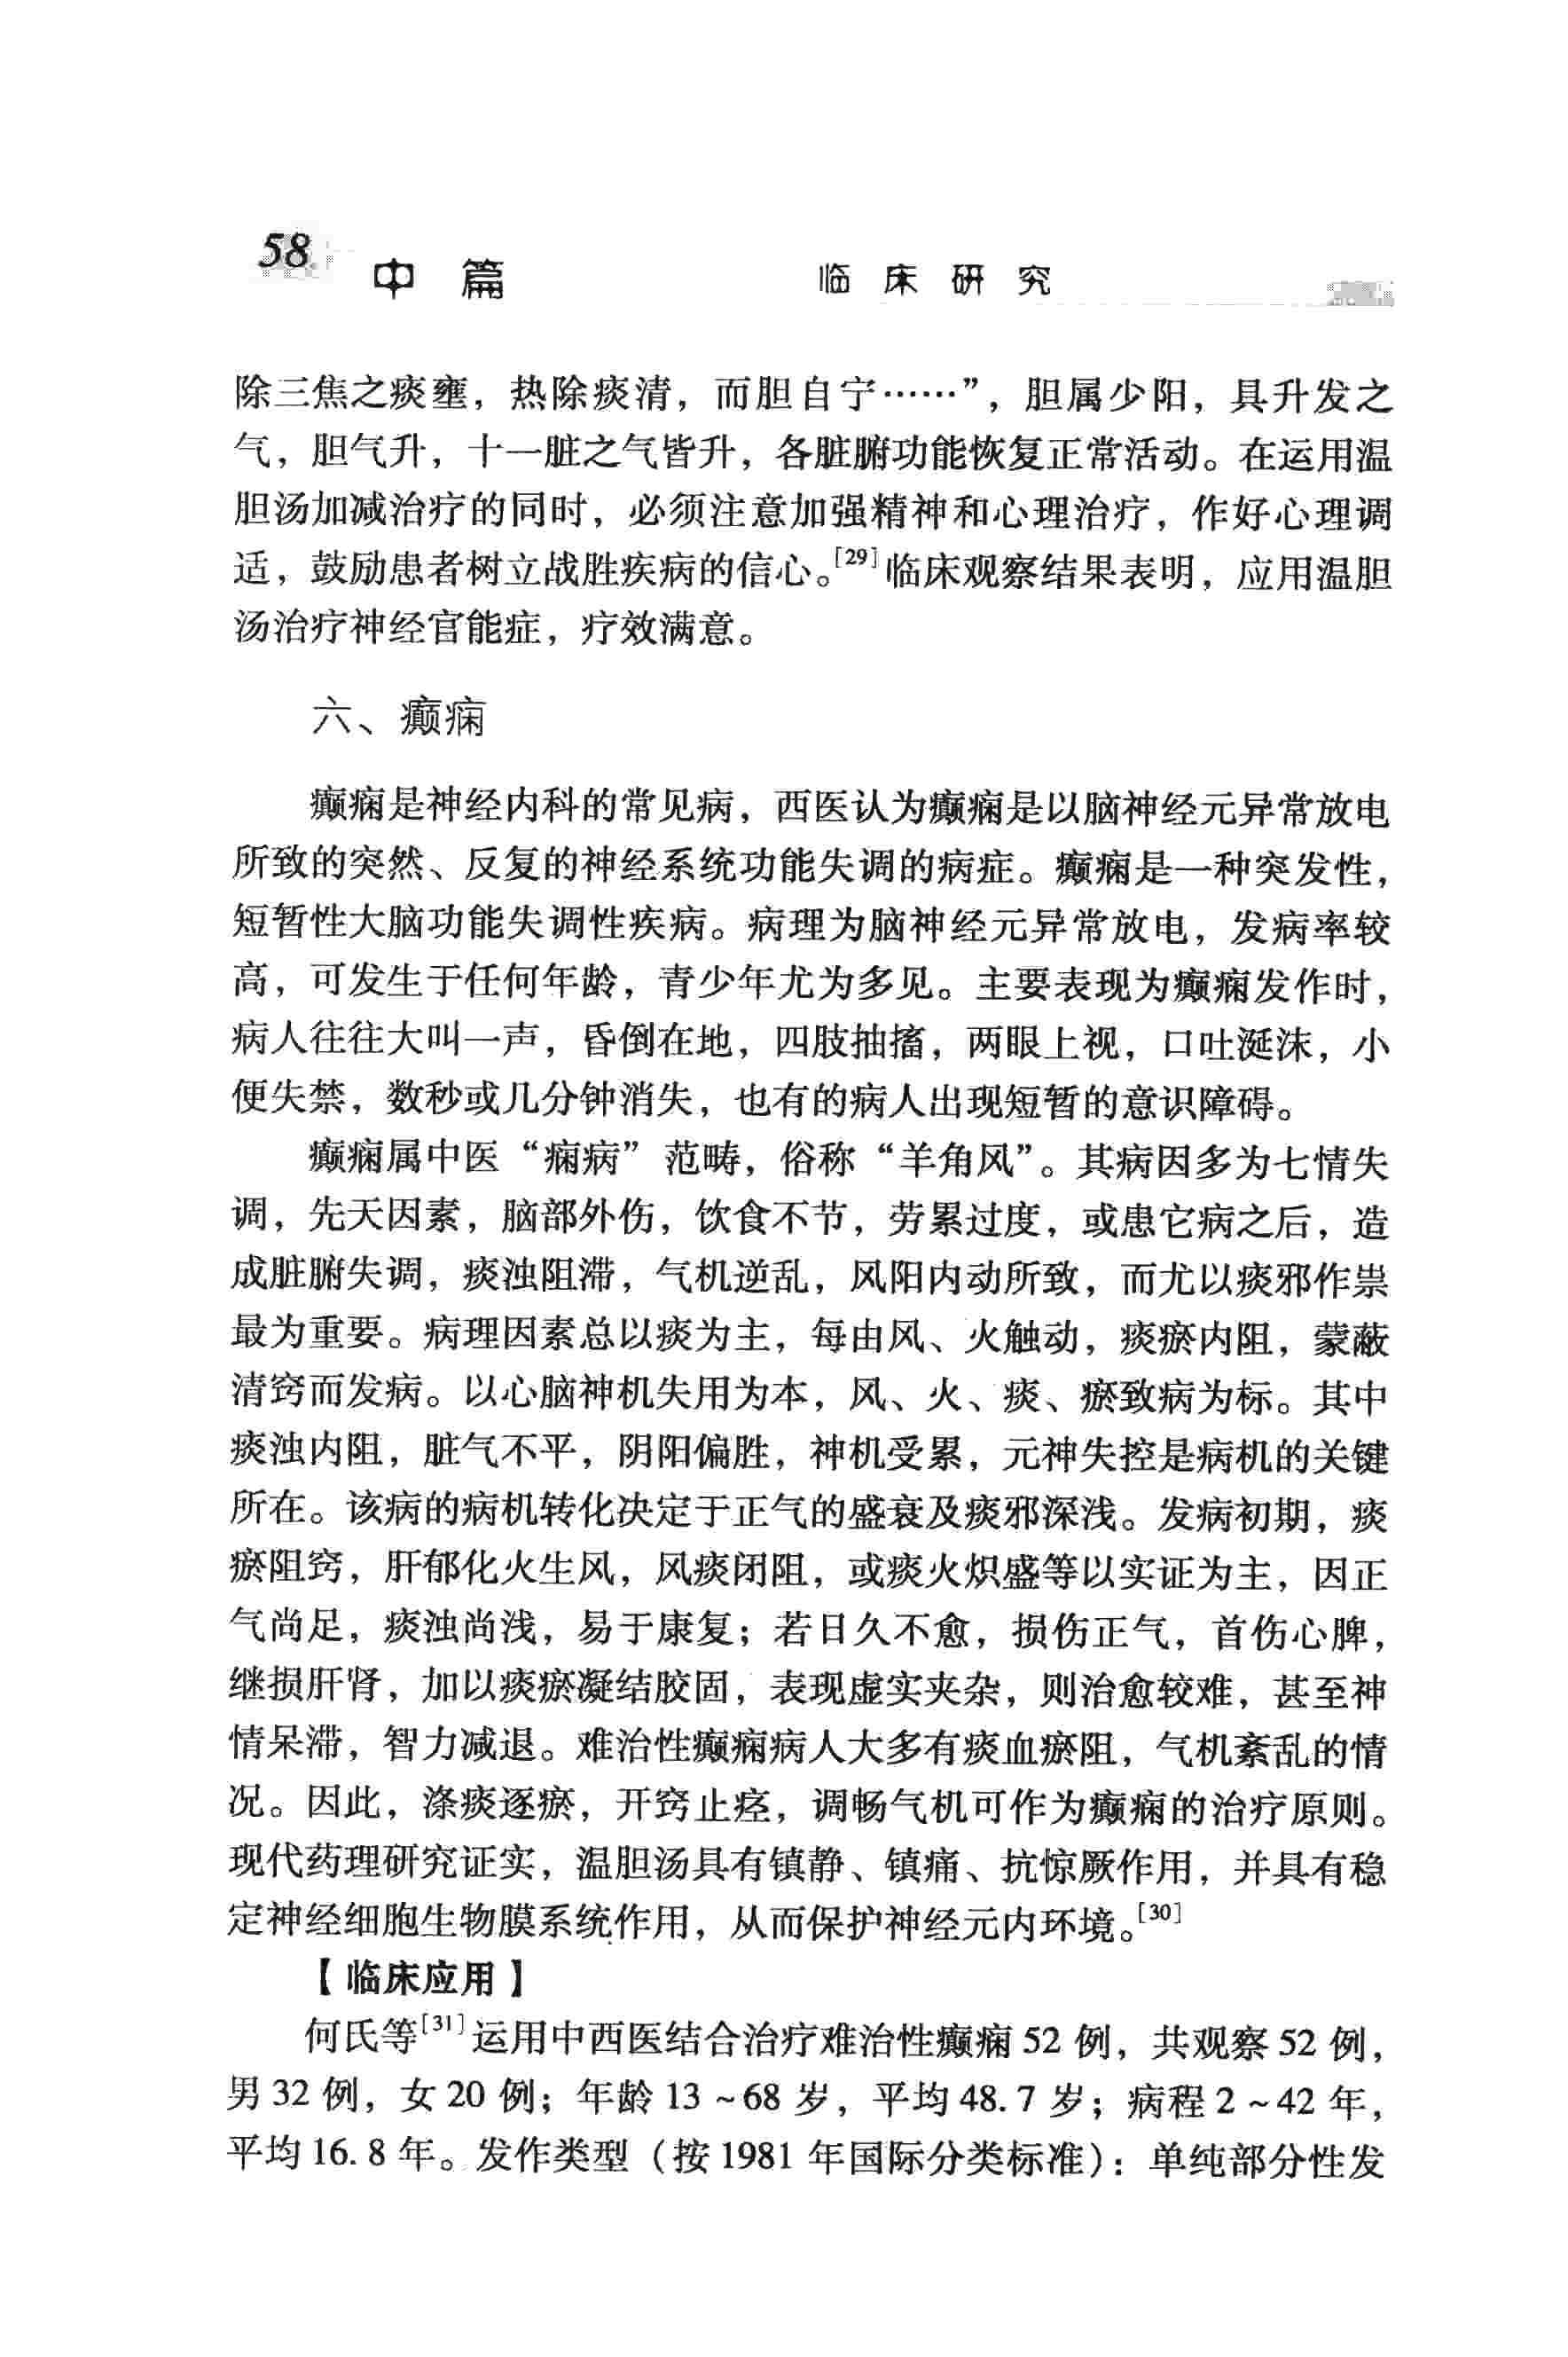 58
中 篇 临 床 研 究
除三焦之痰壅，热除痰清，而胆自宁……”，胆属少阳，具升发之
气，胆气升，十一脏之气皆升，各脏腑功能恢复正常活动。在运用温
胆汤加减治疗的同时，必须注意加强精神和心理治疗，作好心理调
适，鼓励患者树立战胜疾病的信心。[29]临床观察结果表明，应用温胆
汤治疗神经官能症，疗效满意。
六、癫痫
癫痫是神经内科的常见病，西医认为癫痫是以脑神经元异常放电
所致的突然、反复的神经系统功能失调的病症。癫痫是一种突发性，
短暂性大脑功能失调性疾病。病理为脑神经元异常放电，发病率较
高，可发生于任何年龄，青少年尤为多见。主要表现为癫痫发作时，
病人往往大叫一声，昏倒在地，四肢抽搐，两眼上视，口吐涎沫，小
便失禁，数秒或几分钟消失，也有的病人出现短暂的意识障碍。
癫痫属中医“痫病”范畴，俗称“羊角风”。其病因多为七情失
调，先天因素，脑部外伤，饮食不节，劳累过度，或患它病之后，造
成脏腑失调，痰浊阻滞，气机逆乱，风阳内动所致，而尤以痰邪作祟
最为重要。病理因素总以痰为主，每由风、火触动，痰瘀内阻，蒙蔽
清窍而发病。以心脑神机失用为本，风、火、痰、瘀致病为标。其中
痰浊内阻，脏气不平，阴阳偏胜，神机受累，元神失控是病机的关键
所在。该病的病机转化决定于正气的盛衰及痰邪深浅。发病初期，痰
瘀阻窍，肝郁化火生风，风痰闭阻，或痰火炽盛等以实证为主，因正
气尚足，痰浊尚浅，易于康复；若日久不愈，损伤正气，首伤心脾，
继损肝肾，加以痰瘀凝结胶固，表现虚实夹杂，则治愈较难，甚至神
情呆滞，智力减退。难治性癫痫病人大多有痰血瘀阻，气机紊乱的情
况。因此，涤痰逐瘀，开窍止痉，调畅气机可作为癫痫的治疗原则。
现代药理研究证实，温胆汤具有镇静、镇痛、抗惊厥作用，并具有稳
定神经细胞生物膜系统作用，从而保护神经元内环境。[30]
【临床应用】
何氏等[31]运用中西医结合治疗难治性癫痫 52 例，共观察 52 例，
男 32 例，女 20 例；年龄 13 ~68 岁，平均 48. 7 岁；病程 2 ~42 年，
平均 16. 8 年。发作类型（按 1981 年国际分类标准）：单纯部分性发